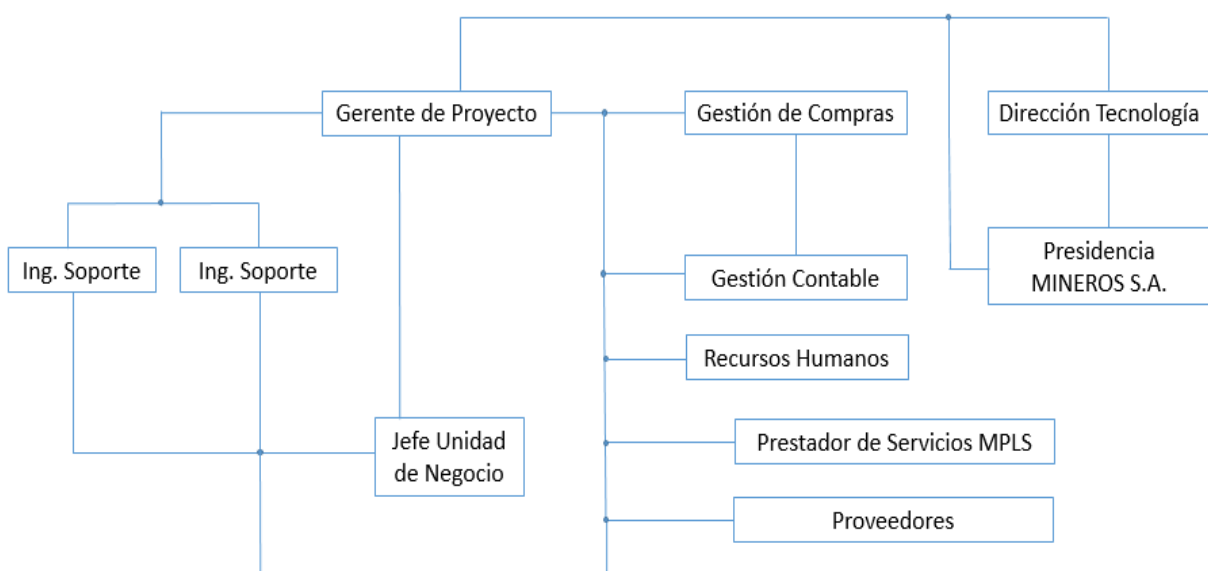 Gerente de Proyecto
Gestión de Compras
Dirección Tecnología
Ing. Soporte
Ing. Soporte
Gestión Contable
Presidencia
MINEROS S.A.
Recursos Humanos
Jefe Unidad
de Negocio
Prestador de Servicios MPLS
Proveedores